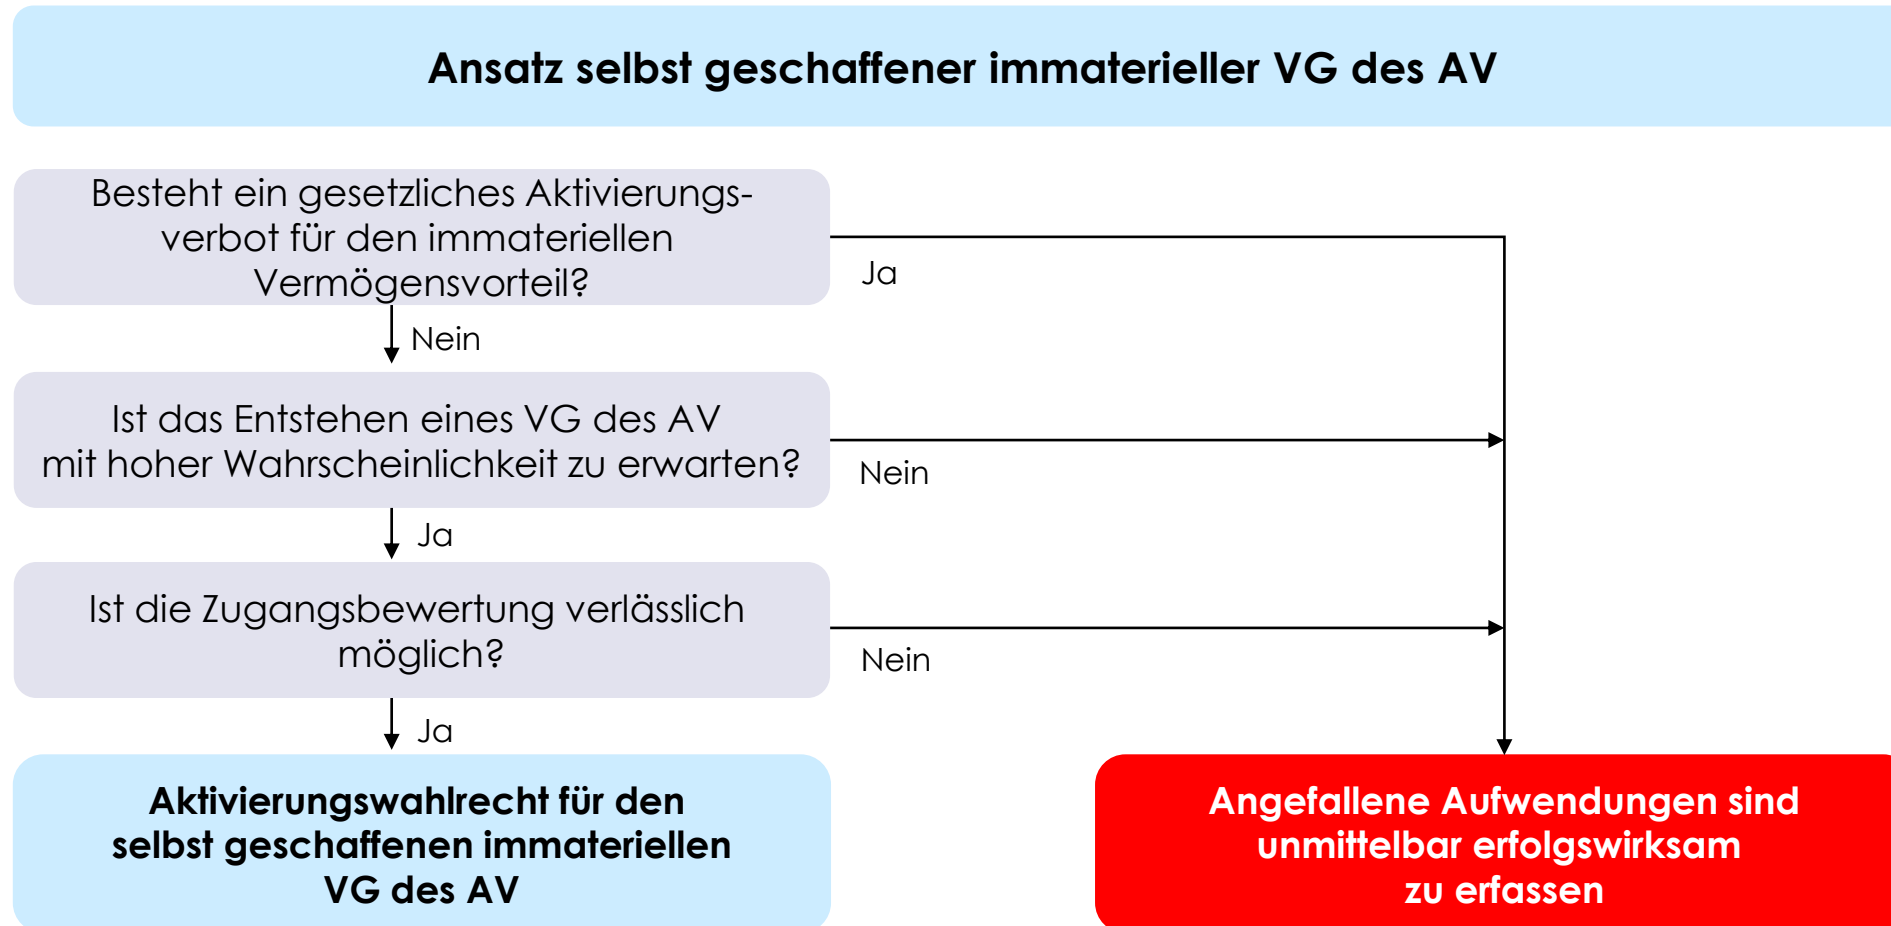 Ansatz selbst geschaffener immaterieller VG des AV
Besteht ein gesetzliches Aktivierungs-
verbot für den immateriellen
Vermögensvorteil?
Ja
Nein
Ist das Entstehen eines VG des AV
mit hoher Wahrscheinlichkeit zu erwarten?
Nein
Ja
Ist die Zugangsbewertung verlässlich
möglich?
Nein
Ja
Aktivierungswahlrecht für den
selbst geschaffenen immateriellen
VG des AV
Angefallene Aufwendungen sind
unmittelbar erfolgswirksam
zu erfassen